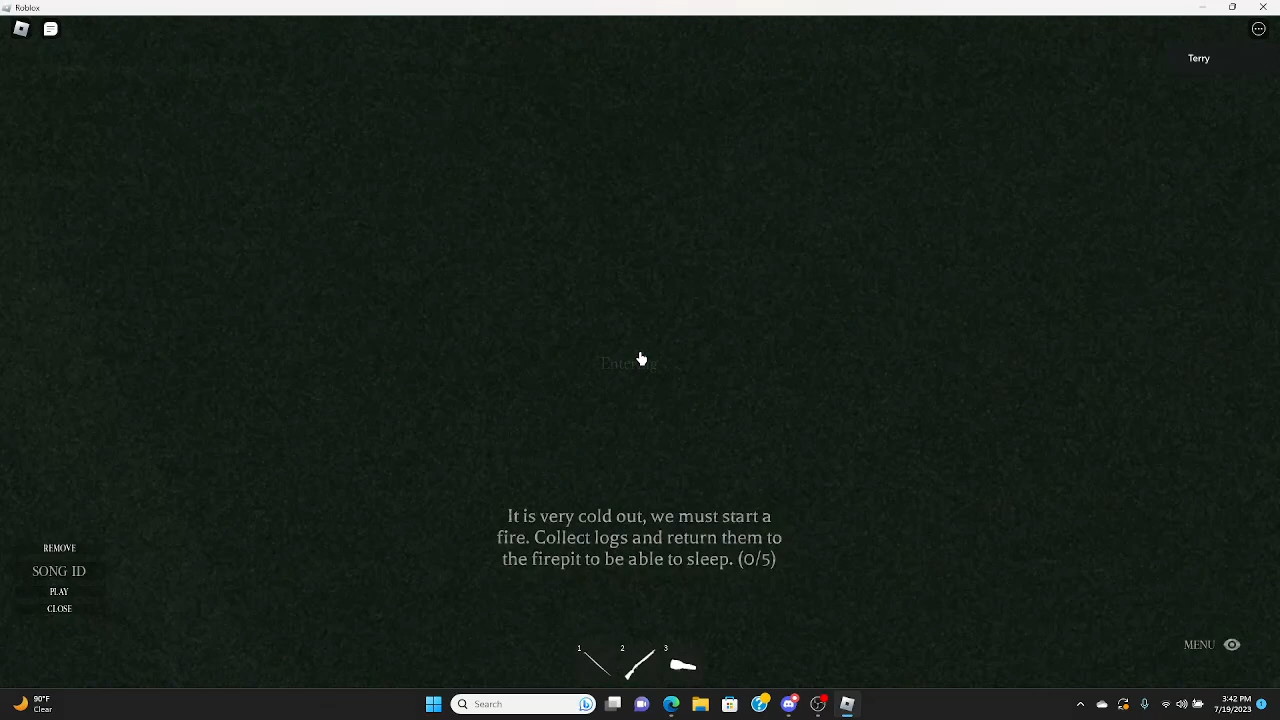 Roblox
Terry
Entering
It is very cold out, we must start a
fire. Collect logs and return them to
the firepit to be able to sleep. (0/5)
REMOVE
SONG ID
PLAY
CLOSE
MENU
1
2
3
90°F
Clear
Search
3:42 PM
7/19/2023
1